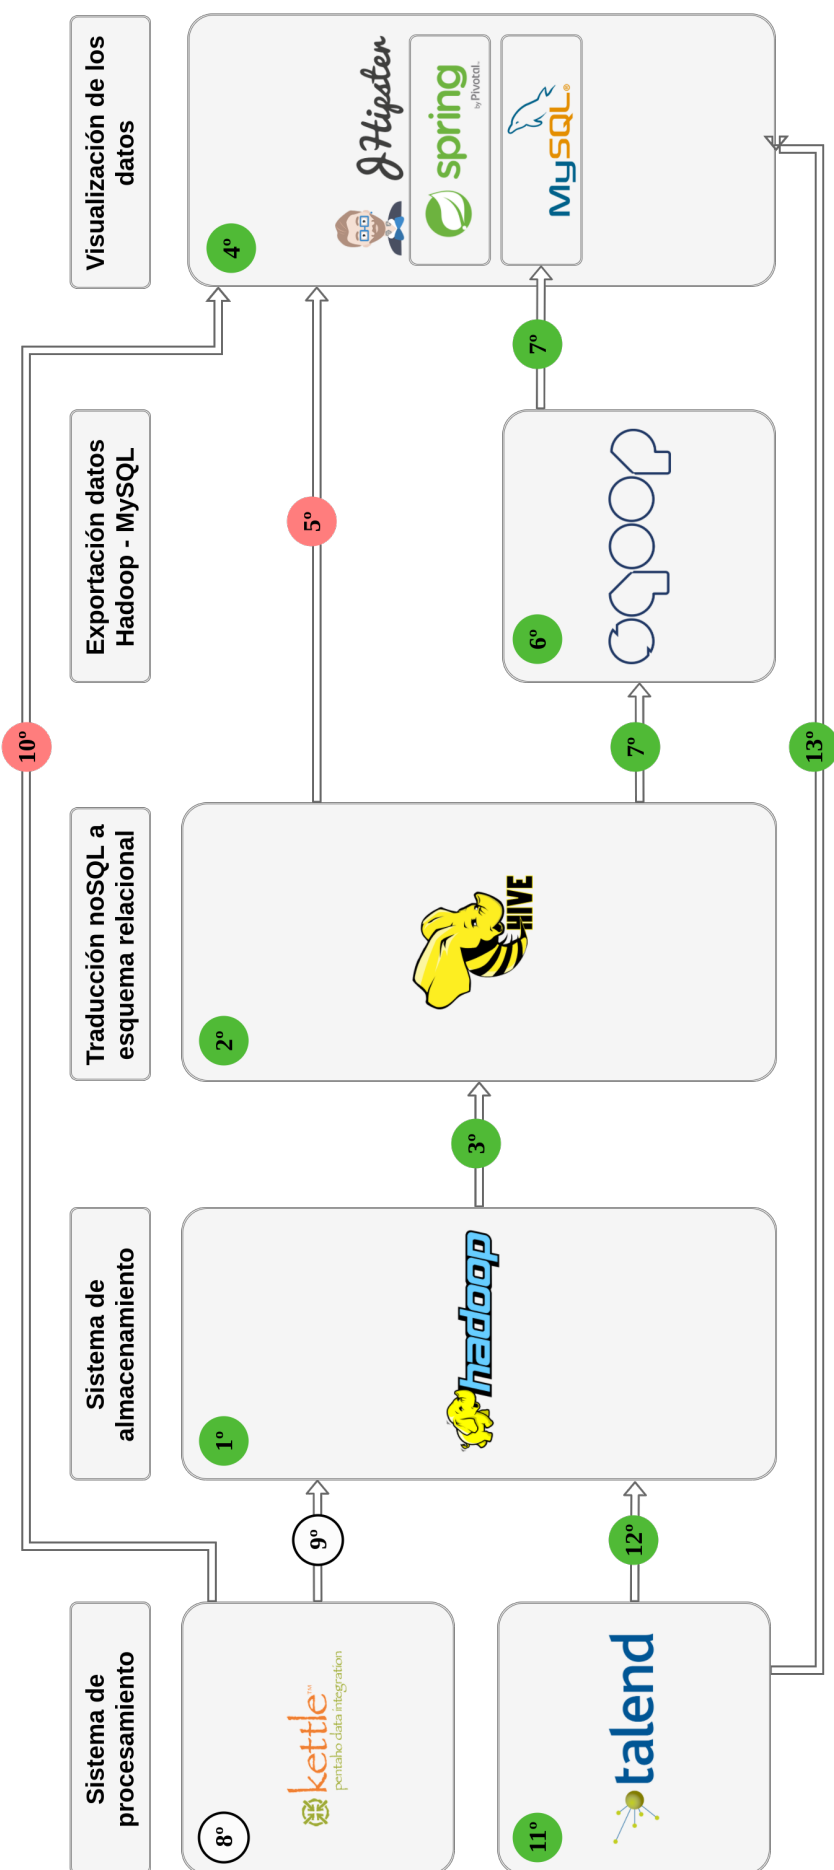 Sistema de
procesamiento
Sistema de
almacenamiento
Traducción noSQL a
esquema relacional
Exportación datos
Hadoop - MySQL
Visualización de los
datos
10º
8º
kettle™
pentaho data integration
9º
1º
hadoop
2º
HIVE
3º
5º
4º
JHipster
spring
by Pivotal.
MySQL®
11º
talend
12º
7º
6º
sqoop
7º
13º